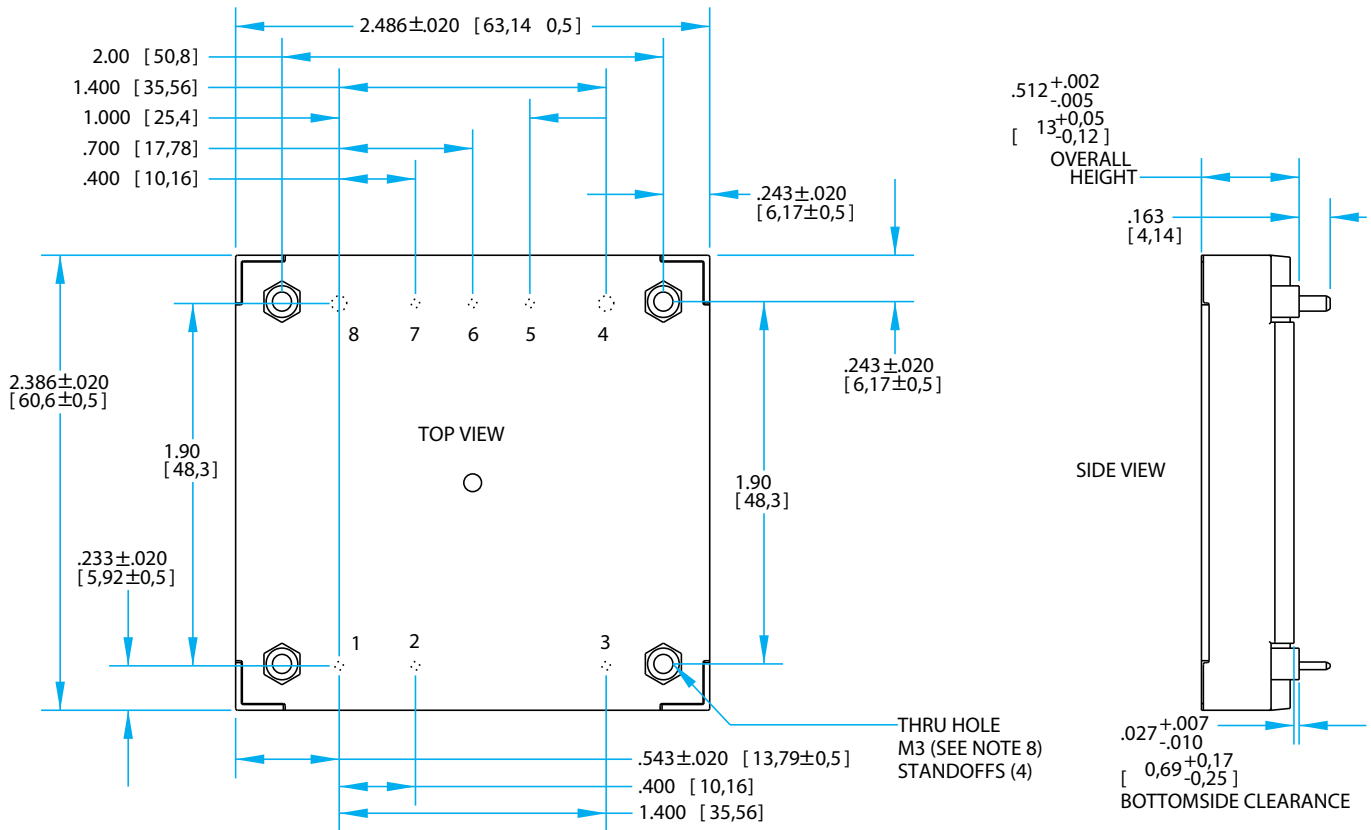 2.486±.020 [63,14 0,5]
2.00 [50,8]
1.400 [35,56]
1.000 [25,4]
.700 [17,78]
.400 [10,16]
.243±.020
[6,17±0,5]
.512 +.002
-.005
[ 13 +0,05
-0,12 ]
OVERALL
HEIGHT
.163
[4,14]
8 7 6 5 4
.243±.020
[6,17±0,5]
2.386±.020
[60,6±0,5]
TOP VIEW
1.90
[48,3]
1.90
[48,3]
SIDE VIEW
.233±.020
[5,92±0,5]
1 2 3
THRU HOLE
M3 (SEE NOTE 8)
STANDOFFS (4)
.027 +.007
-.010
[ 0,69 +0,17
-0,25 ]
BOTTOMSIDE CLEARANCE
.543±.020 [13,79±0,5]
.400 [10,16]
1.400 [35,56]